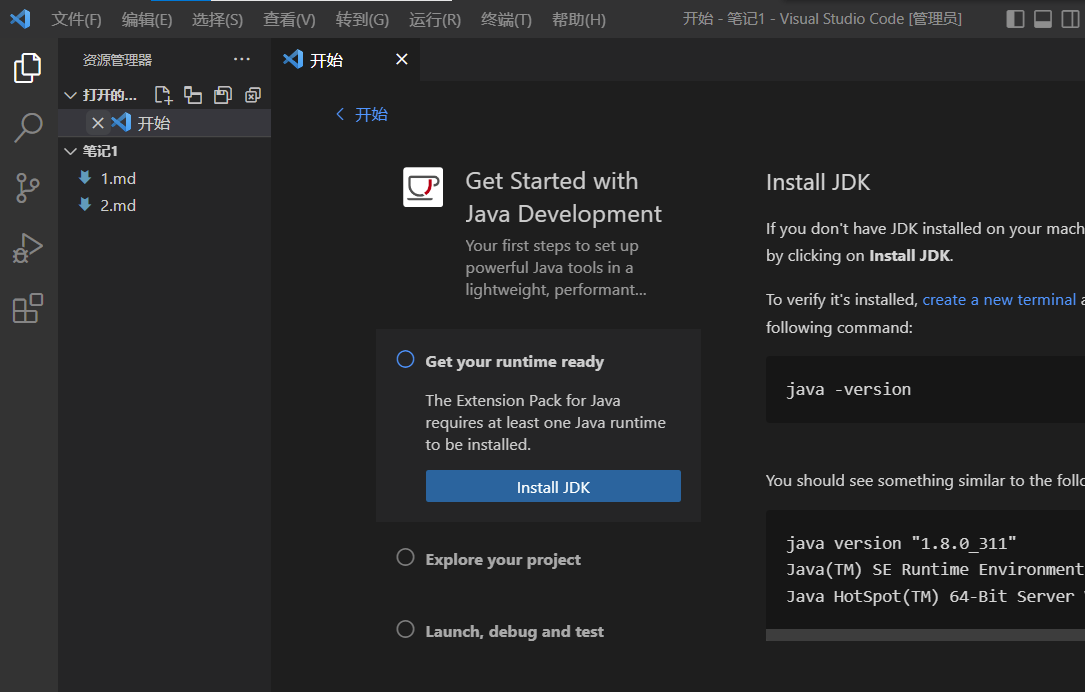 文件(F) 编辑(E) 选择(S) 查看(V) 转到(G) 运行(R) 终端(T) 帮助(H) 开始 - 笔记1 - Visual Studio Code [管理员]
资源管理器 ...
开始
打开的...
开始
笔记1
1.md
2.md
开始
Get Started with
Java Development
Your first steps to set up
powerful Java tools in a
lightweight, performant...
Get your runtime ready
The Extension Pack for Java
requires at least one Java runtime
to be installed.
Install JDK
Explore your project
Launch, debug and test
Install JDK
If you don't have JDK installed on your mach
by clicking on Install JDK.
To verify it's installed, create a new terminal a
following command:
java -version
You should see something similar to the follo
java version "1.8.0_311"
Java(TM) SE Runtime Environment
Java HotSpot(TM) 64-Bit Server